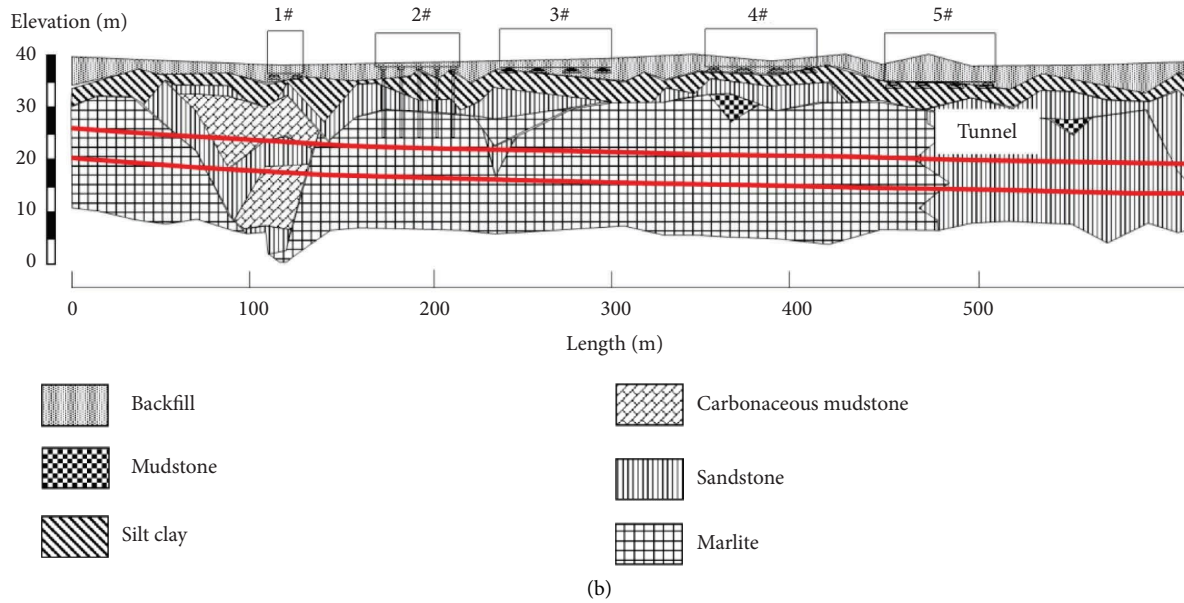 Elevation (m)
1#
2#
3#
4#
5#
40
30
20
10
0
Tunnel
0
100
200
300
400
500
Length (m)
Backfill
Carbonaceous mudstone
Mudstone
Sandstone
Silt clay
Marlite
(b)